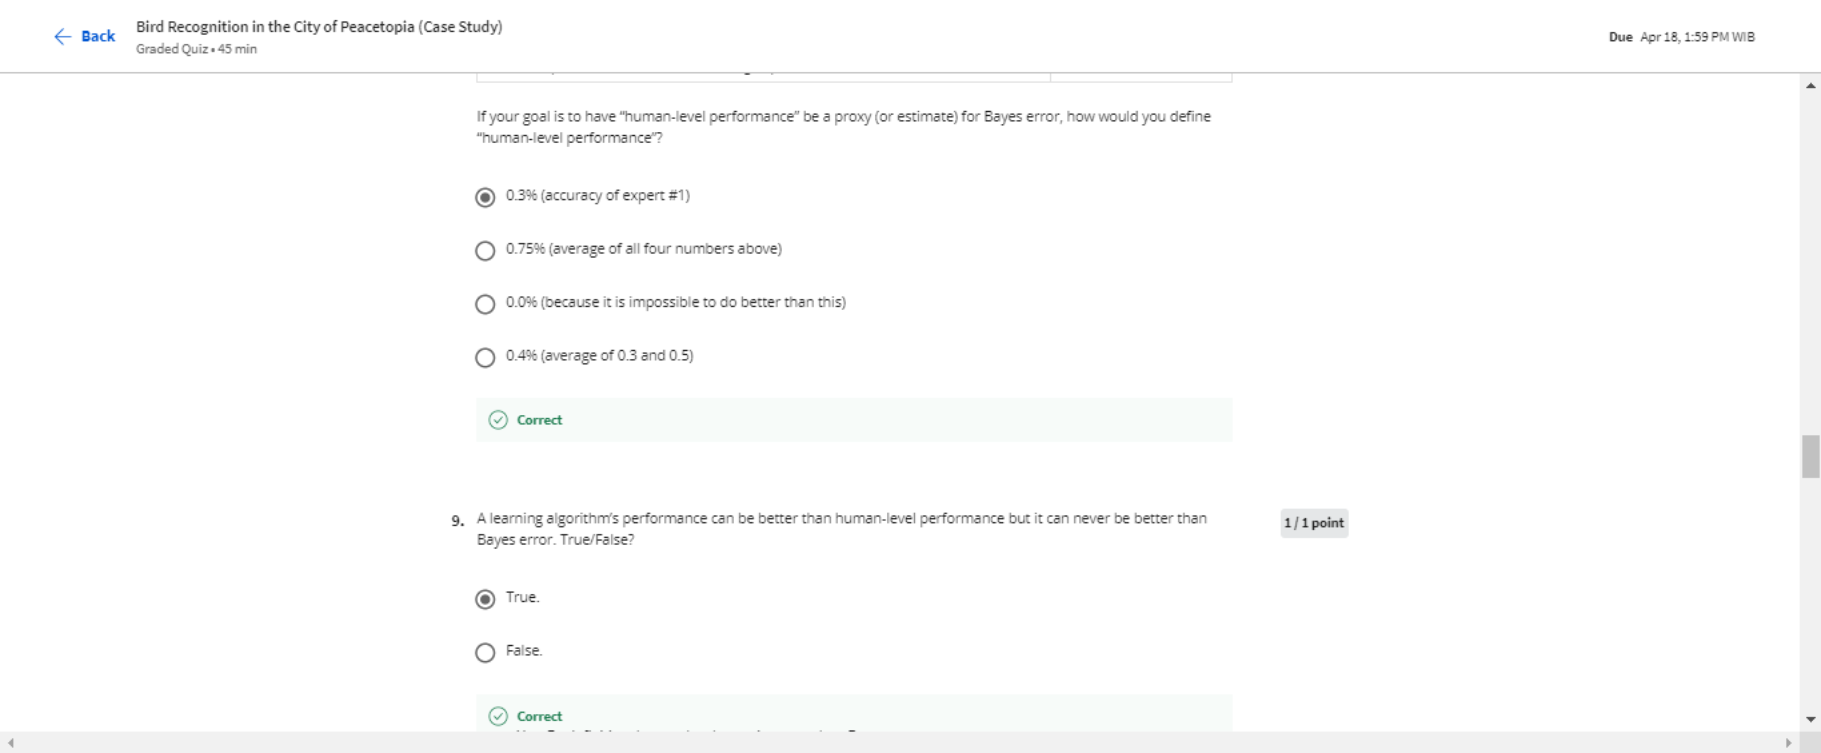 Back
Bird Recognition in the City of Peacetopia (Case Study)
Graded Quiz • 45 min
Due Apr 18, 1:59 PM WIB
If your goal is to have "human-level performance" be a proxy (or estimate) for Bayes error, how would you define
"human-level performance"?
0.3% (accuracy of expert #1)
0.75% (average of all four numbers above)
0.0% (because it is impossible to do better than this)
0.4% (average of 0.3 and 0.5)
Correct
9. A learning algorithm's performance can be better than human-level performance but it can never be better than
Bayes error. True/False?
1 / 1 point
True.
False.
Correct